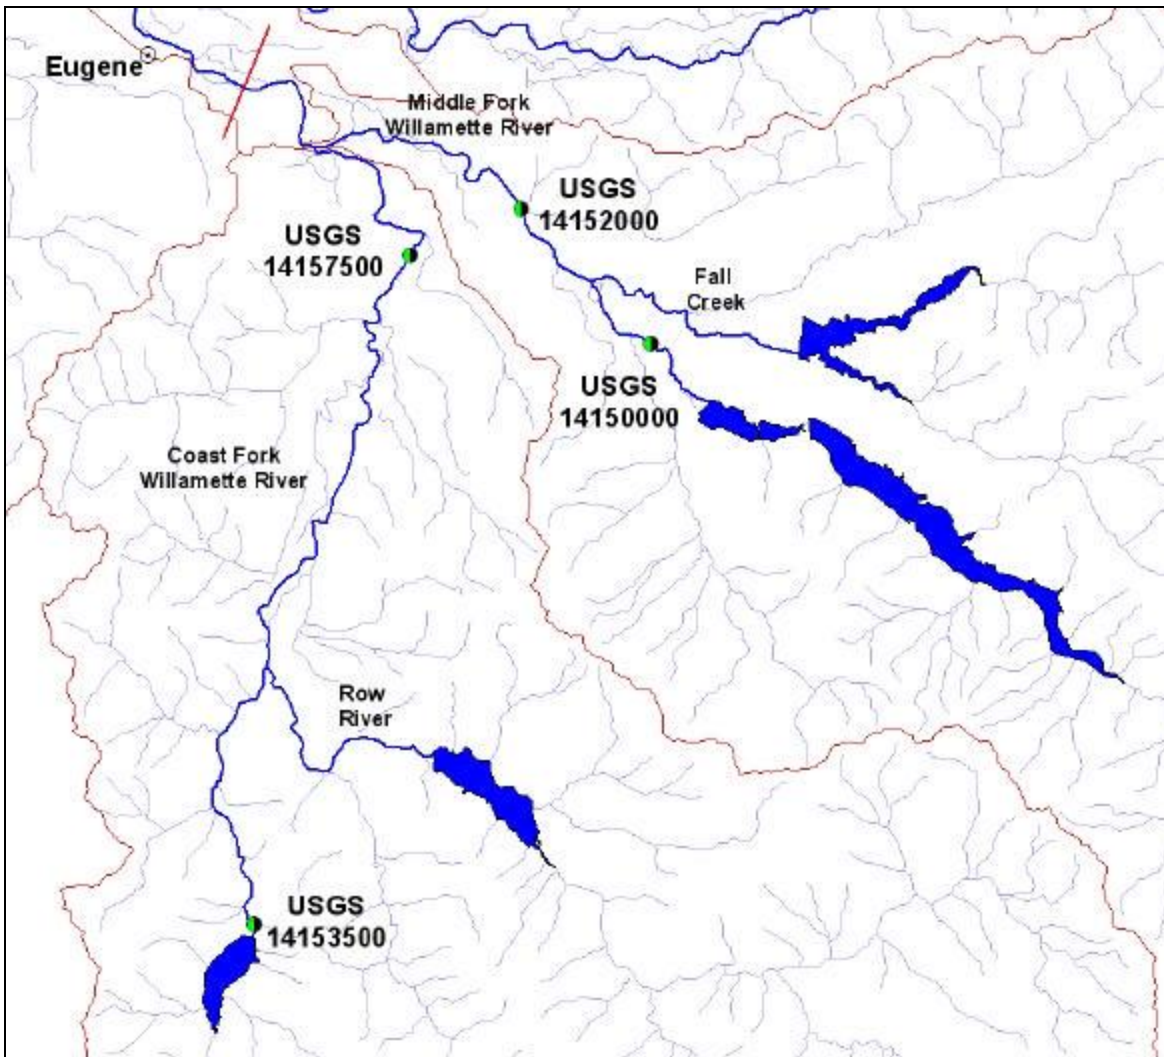 Eugene
Middle Fork
Willamette River
USGS
14152000
USGS
14157500
Fall
Creek
USGS
14150000
Coast Fork
Willamette River
Row
River
USGS
14153500